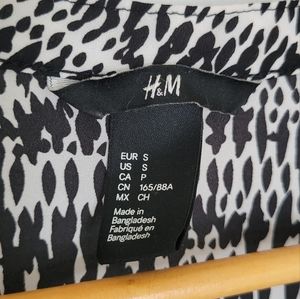 H&M
EUR S
US S
CA P
CN 165/88A
MX CH
Made in
Bangladesh
Fabriqué en
Bangladesh